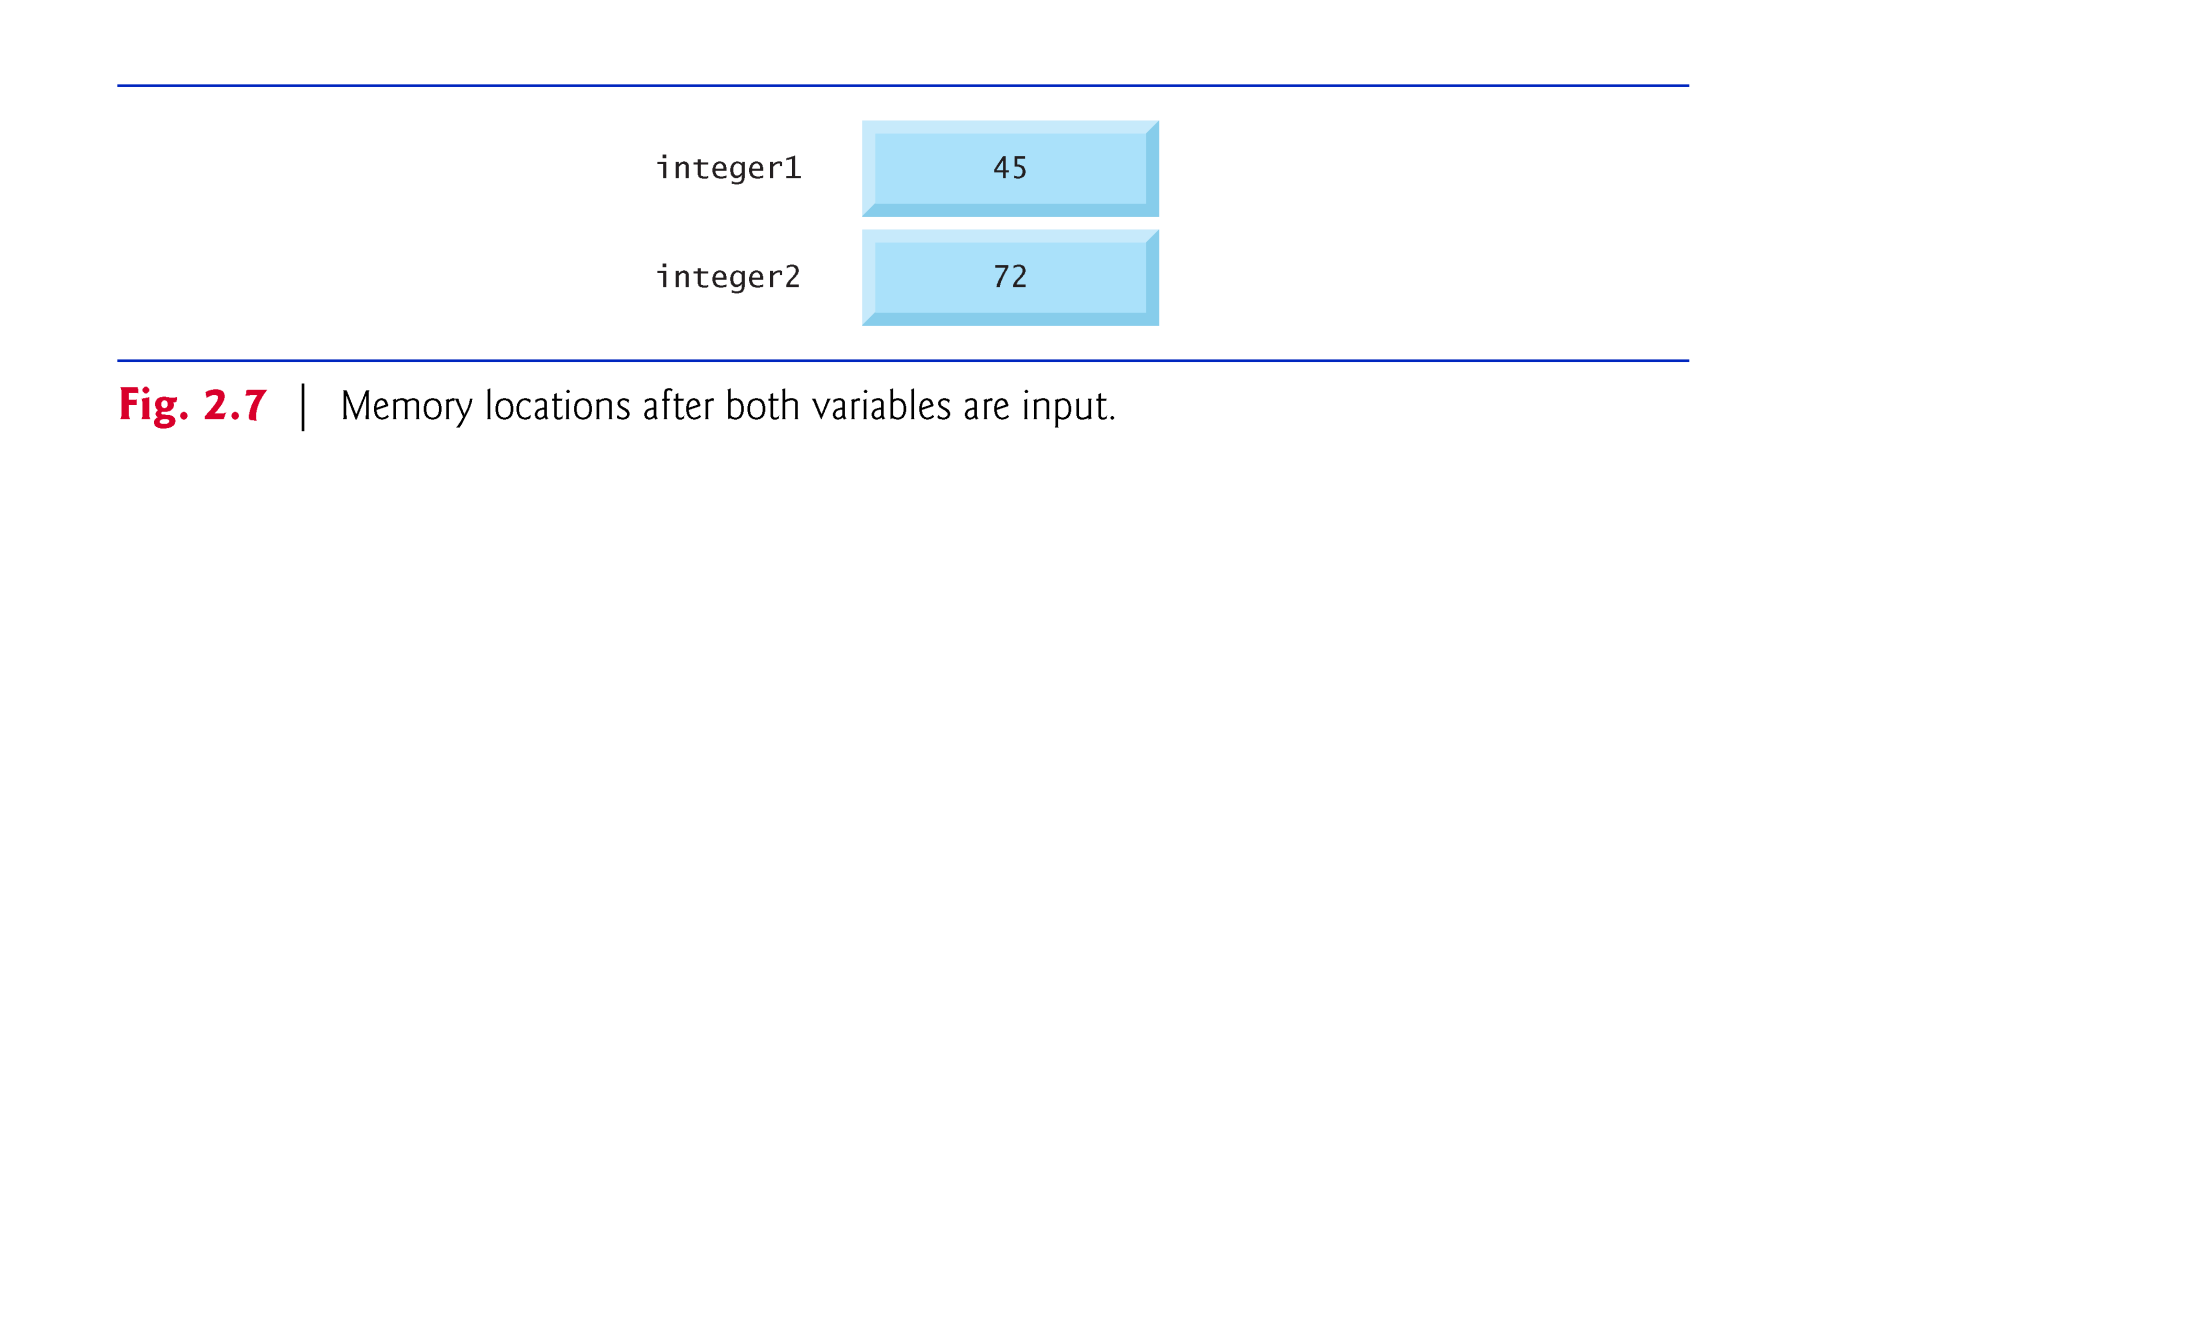 integer1 45
integer2 72
Fig. 2.7 | Memory locations after both variables are input.